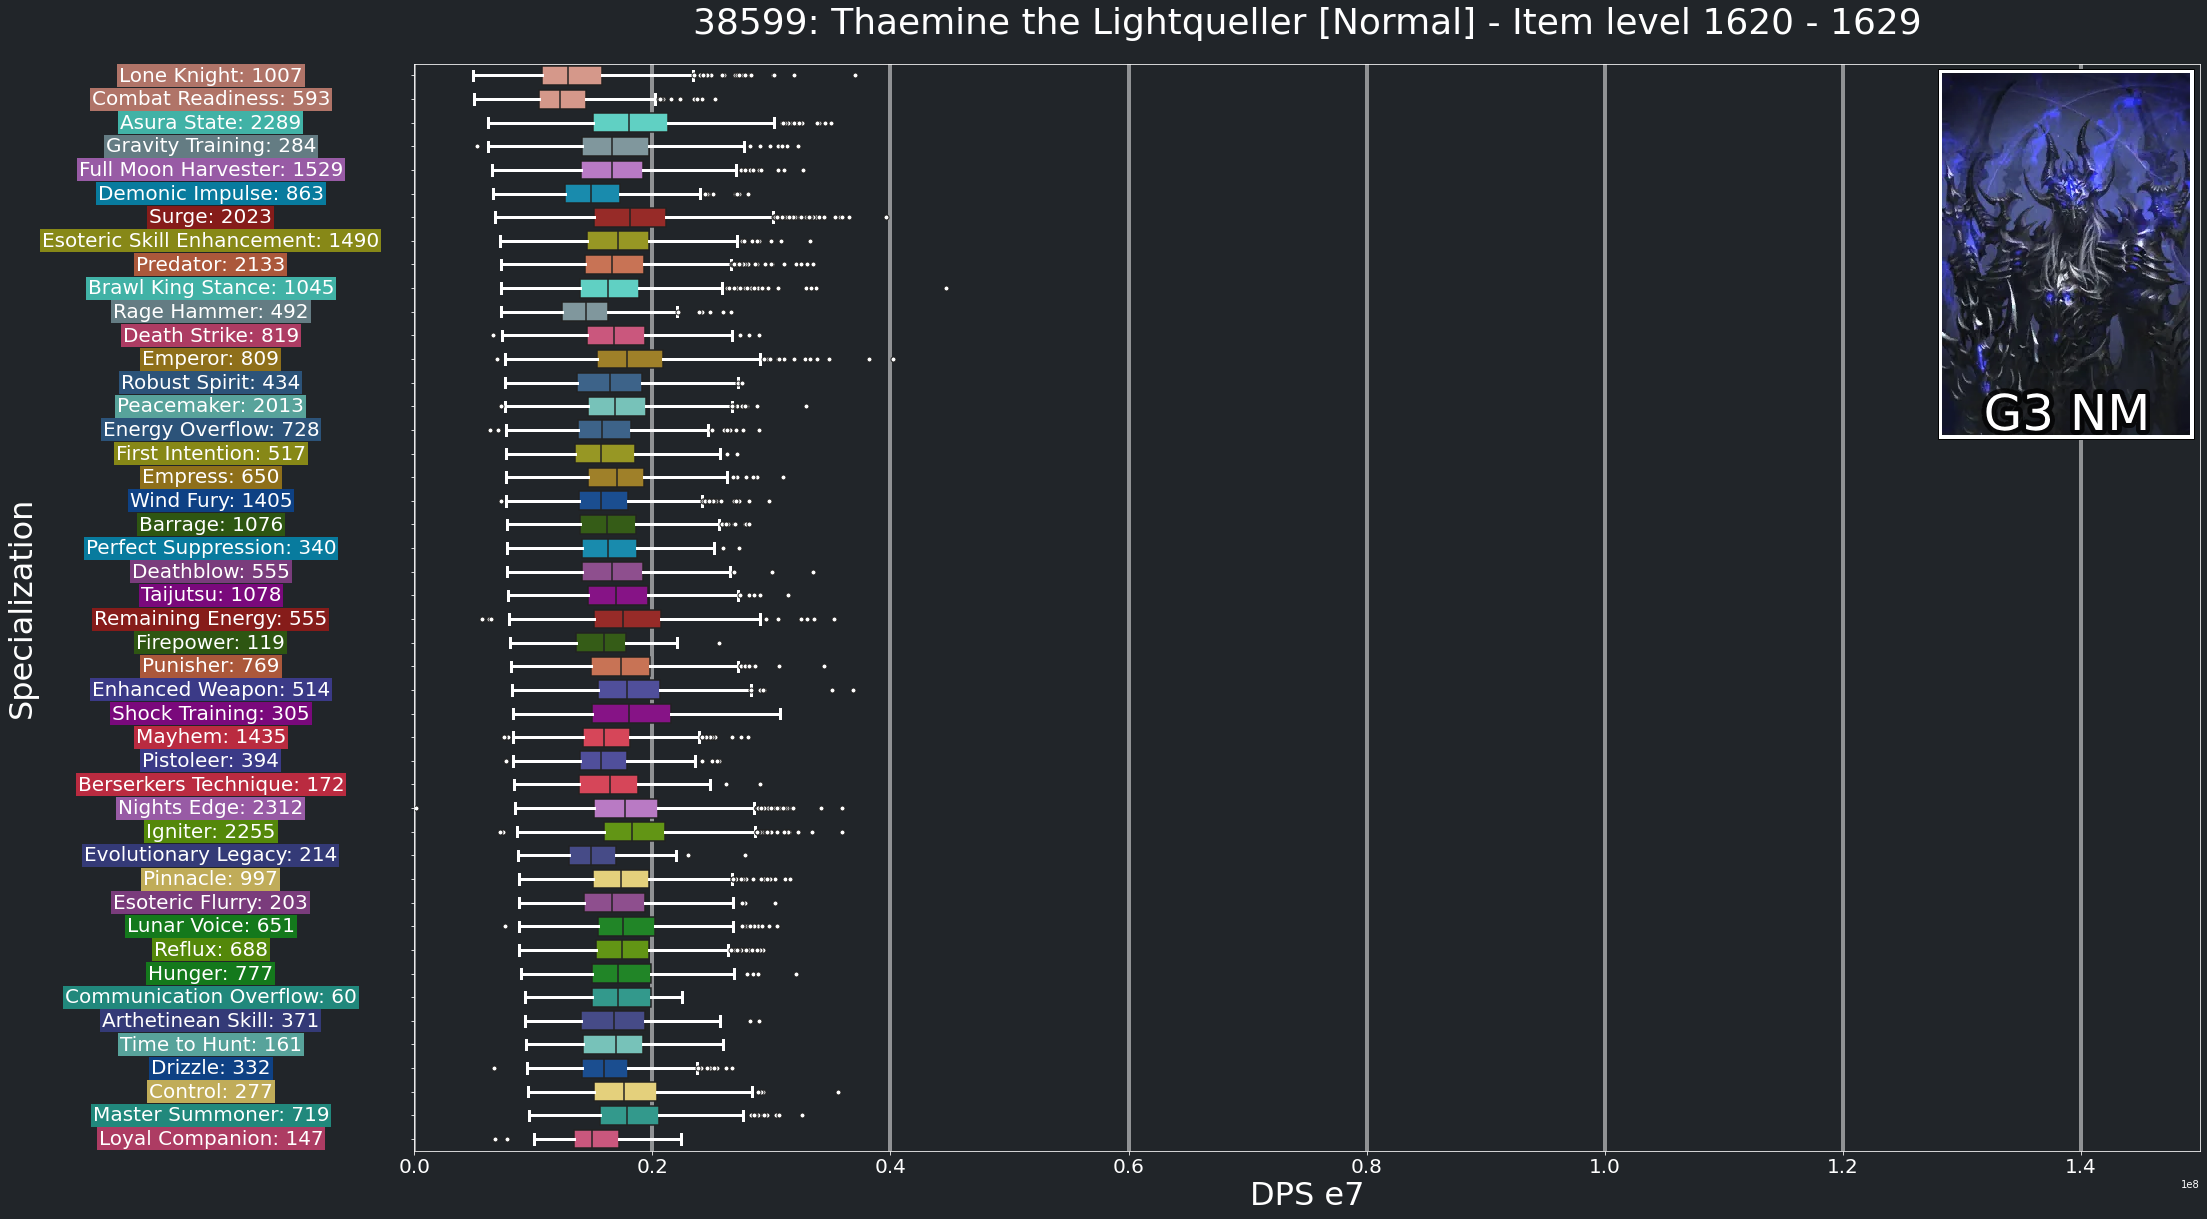 38599: Thaemine the Lightqueller [Normal] - Item level 1620 - 1629
Lone Knight: 1007
Combat Readiness: 593
Asura State: 2289
Gravity Training: 284
Full Moon Harvester: 1529
Demonic Impulse: 863
Surge: 2023
Esoteric Skill Enhancement: 1490
Predator: 2133
Brawl King Stance: 1045
Rage Hammer: 492
Death Strike: 819
Emperor: 809
Robust Spirit: 434
Peacemaker: 2013
Energy Overflow: 728
First Intention: 517
Empress: 650
Wind Fury: 1405
Barrage: 1076
Perfect Suppression: 340
Deathblow: 555
Taijutsu: 1078
Remaining Energy: 555
Firepower: 119
Punisher: 769
Enhanced Weapon: 514
Shock Training: 305
Mayhem: 1435
Pistoleer: 394
Berserkers Technique: 172
Nights Edge: 2312
Igniter: 2255
Evolutionary Legacy: 214
Pinnacle: 997
Esoteric Flurry: 203
Lunar Voice: 651
Reflux: 688
Hunger: 777
Communication Overflow: 60
Arthetinean Skill: 371
Time to Hunt: 161
Drizzle: 332
Control: 277
Master Summoner: 719
Loyal Companion: 147
Specialization
G3 NM
0.0 0.2 0.4 0.6 0.8 1.0 1.2 1.4
1e8
DPS e7